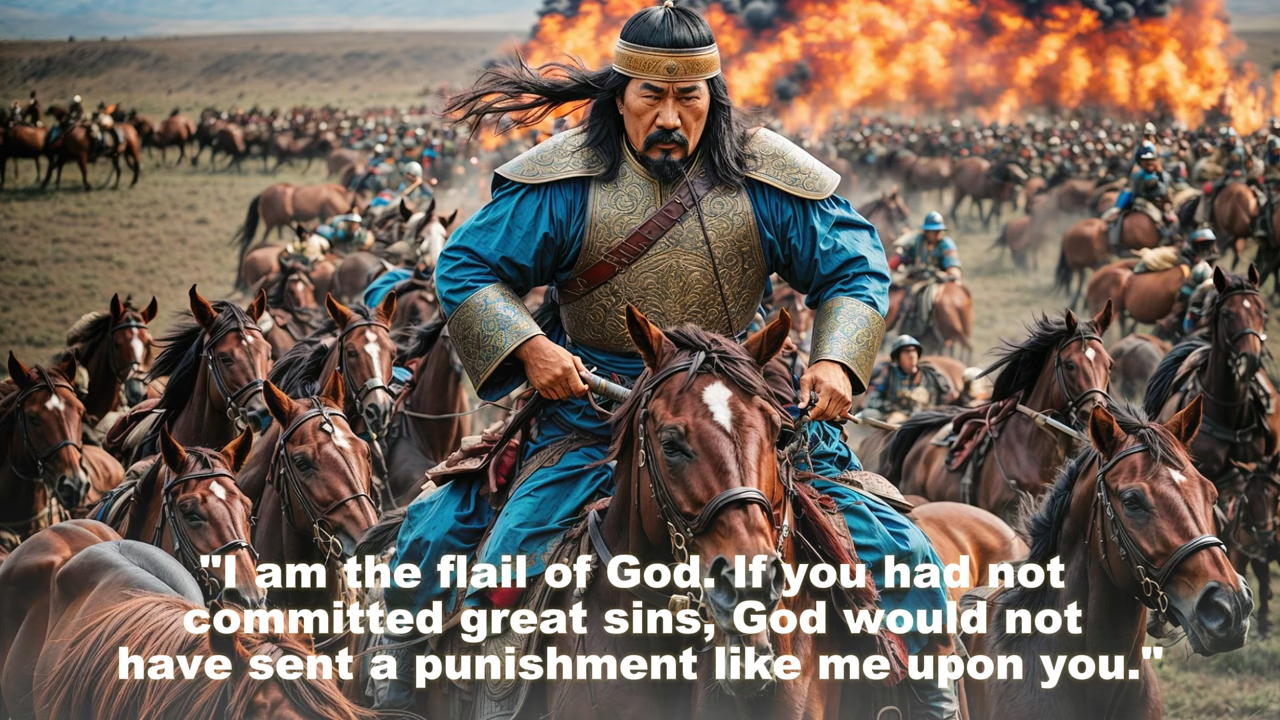 "I am the flail of God. If you had not
committed great sins, God would not
have sent a punishment like me upon you."